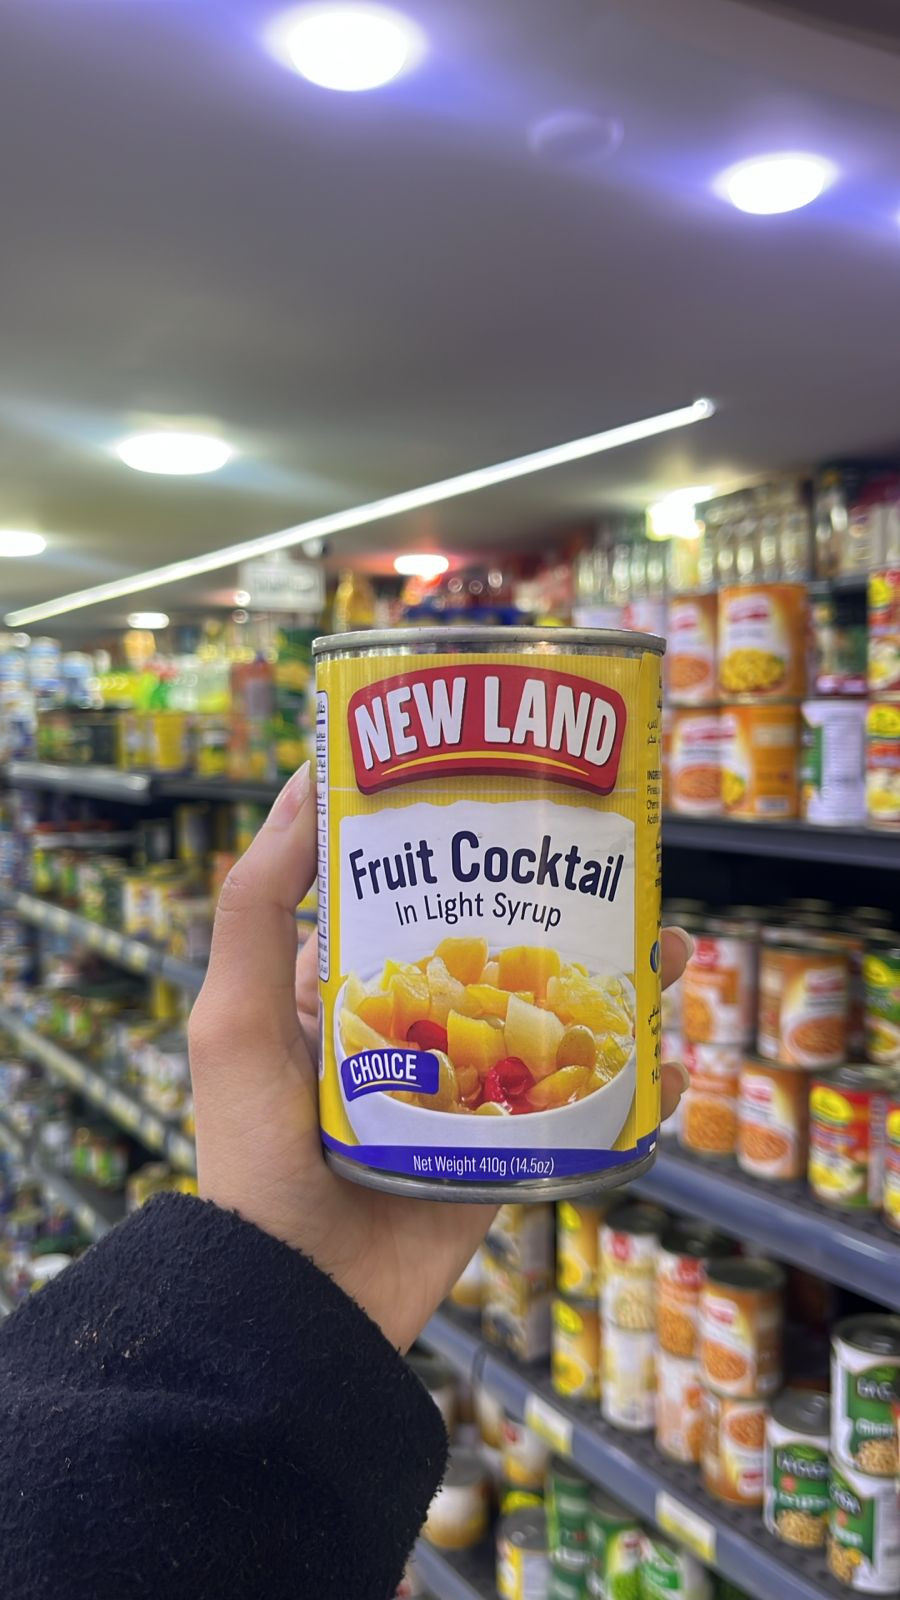 NEW LAND
Fruit Cocktail
In Light Syrup
CHOICE
Net Weight 410g (14.5oz)